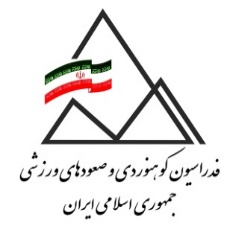 فدراسیون کوهنوردی و صعودهای ورزشی
جمهوری اسلامی ایران